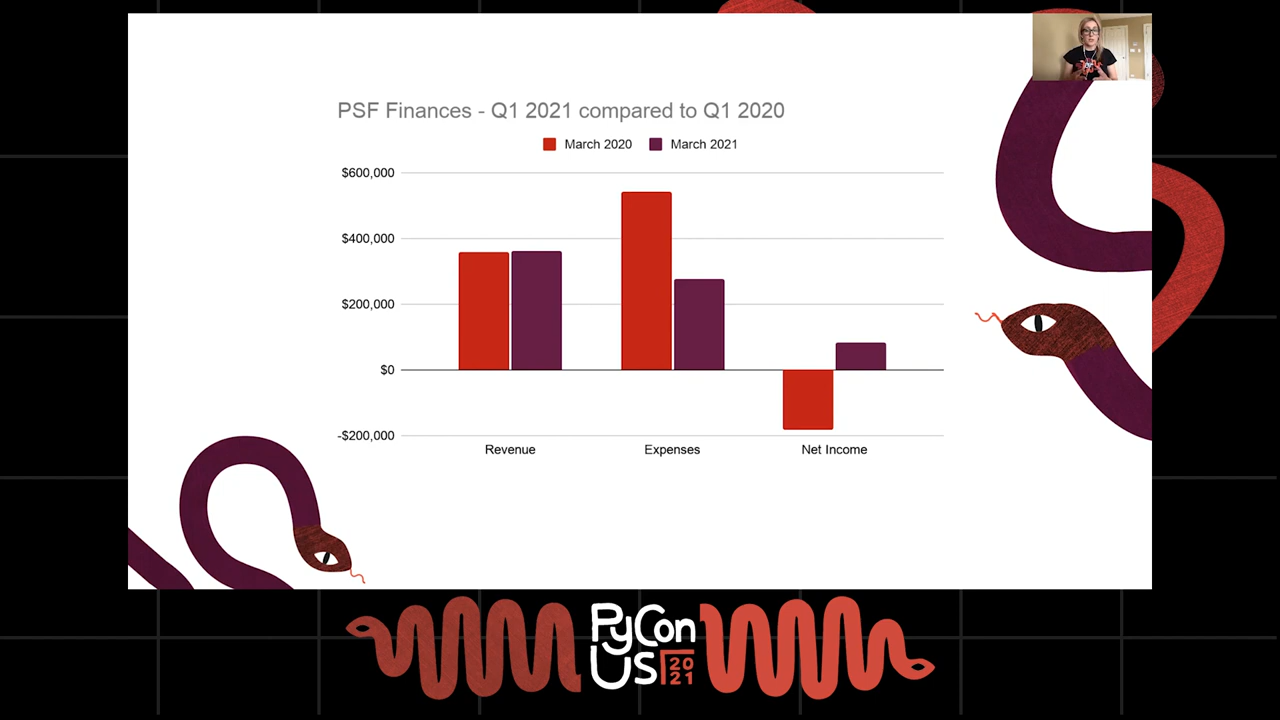 PSF Finances - Q1 2021 compared to Q1 2020
March 2020 March 2021
$600,000
$400,000
$200,000
$0
-$200,000
Revenue Expenses Net Income
PyCon
US 2021